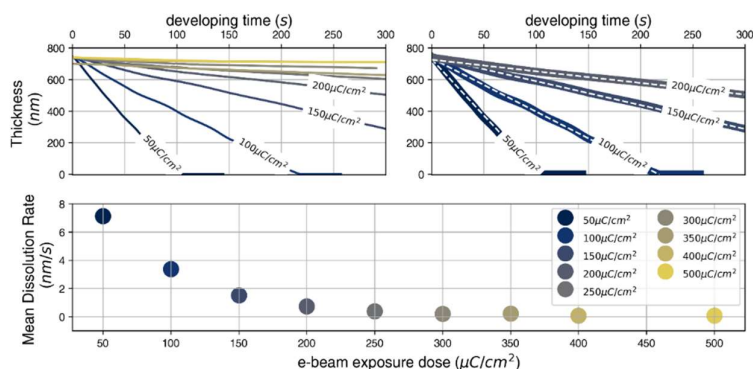 developing time (s)
developing time (s)
0 50 100 150 200 250 300
0 50 100 150 200 250 300
800
600
400
200
0
Thickness
(nm)
200μC/cm²
150μC/cm²
100μC/cm²
50μC/cm²
800
600
400
200
0
200μC/cm²
150μC/cm²
100μC/cm²
50μC/cm²
8
6
4
2
0
Mean Dissolution Rate
(nm/s)
50μC/cm²
100μC/cm²
150μC/cm²
200μC/cm²
250μC/cm²
300μC/cm²
350μC/cm²
400μC/cm²
500μC/cm²
50 100 150 200 250 300 350 400 450 500
e-beam exposure dose (μC/cm²)